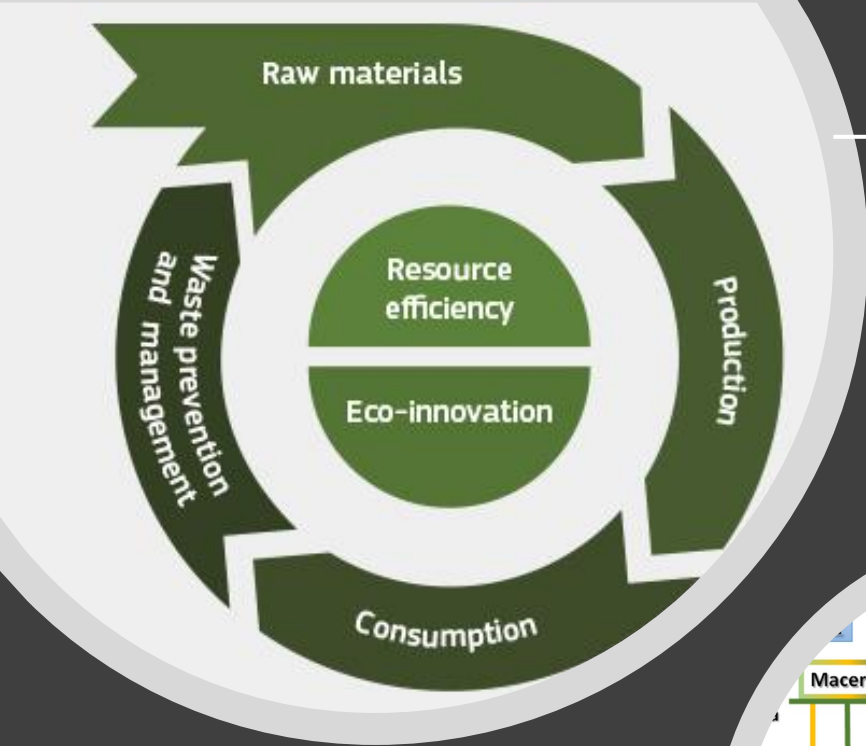 Raw materials
Production
Consumption
Waste prevention
and management
Resource
efficiency
Eco-innovation